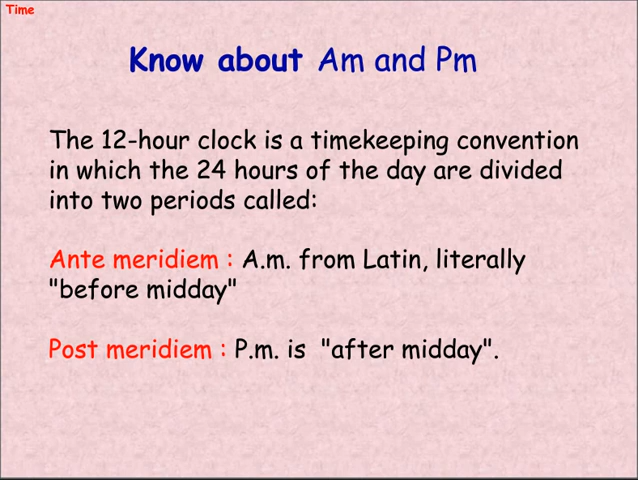 Time
Know about Am and Pm
The 12-hour clock is a timekeeping convention
in which the 24 hours of the day are divided
into two periods called:
Ante meridiem : A.m. from Latin, literally
"before midday"
Post meridiem : P.m. is "after midday".